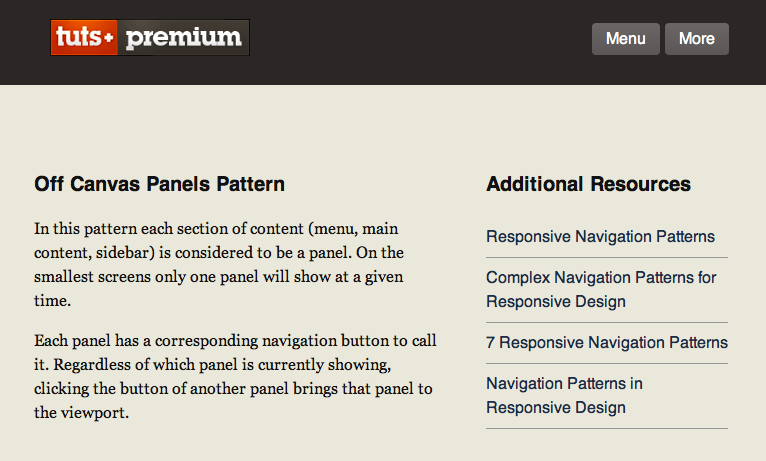 tuts+ premium
Menu
More
Off Canvas Panels Pattern
In this pattern each section of content (menu, main
content, sidebar) is considered to be a panel. On the
smallest screens only one panel will show at a given
time.
Each panel has a corresponding navigation button to call
it. Regardless of which panel is currently showing,
clicking the button of another panel brings that panel to
the viewport.
Additional Resources
Responsive Navigation Patterns
Complex Navigation Patterns for
Responsive Design
7 Responsive Navigation Patterns
Navigation Patterns in
Responsive Design